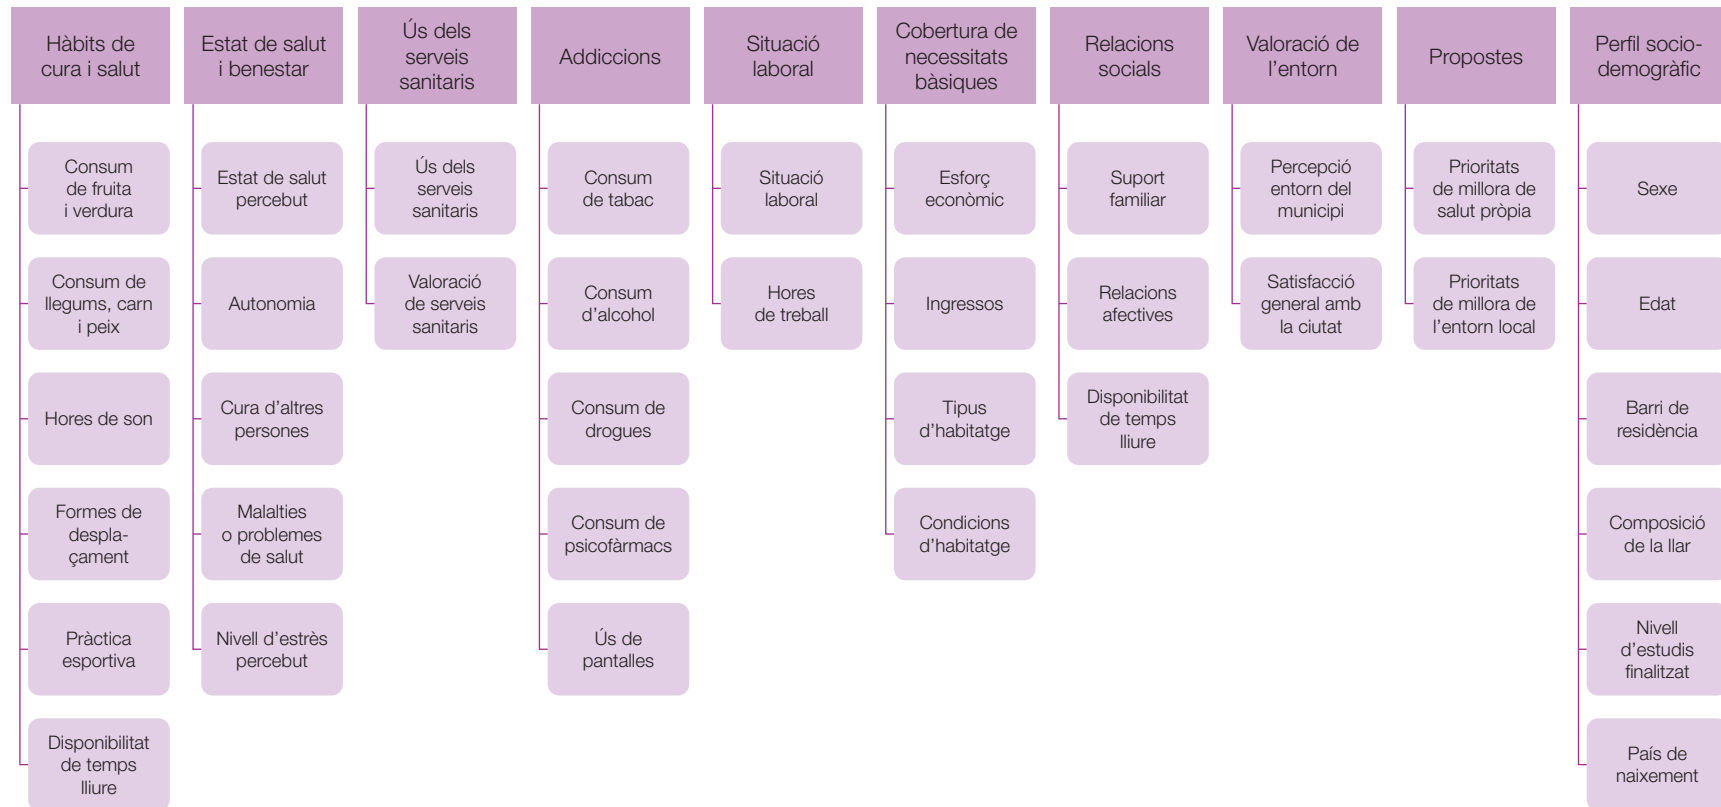 Hàbits de
cura i salut
Consum
de fruita
i verdura
Consum de
llegums, carn
i peix
Hores de son
Formes de
despla-
çament
Pràctica
esportiva
Disponibilitat
de temps
lliure
Estat de salut
i benestar
Estat de salut
percebut
Autonomia
Cura d’altres
persones
Malalties
o problemes
de salut
Nivell d’estrès
percebut
Ús dels
serveis
sanitaris
Ús dels
serveis
sanitaris
Valoració
de serveis
sanitaris
Addiccions
Consum
de tabac
Consum
d’alcohol
Consum de
drogues
Consum de
psicofàrmacs
Ús de
pantalles
Situació
laboral
Situació
laboral
Hores
de treball
Cobertura de
necessitats
bàsiques
Esforç
econòmic
Ingressos
Tipus
d’habitatge
Condicions
d’habitatge
Relacions
socials
Suport
familiar
Relacions
afectives
Disponibilitat
de temps
lliure
Valoració de
l’entorn
Percepció
entorn del
municipi
Satisfacció
general amb
la ciutat
Propostes
Prioritats
de millora de
salut pròpia
Prioritats
de millora de
l’entorn local
Perfil socio-
demogràfic
Sexe
Edat
Barri de
residència
Composició
de la llar
Nivell
d’estudis
finalitzat
País de
naixement